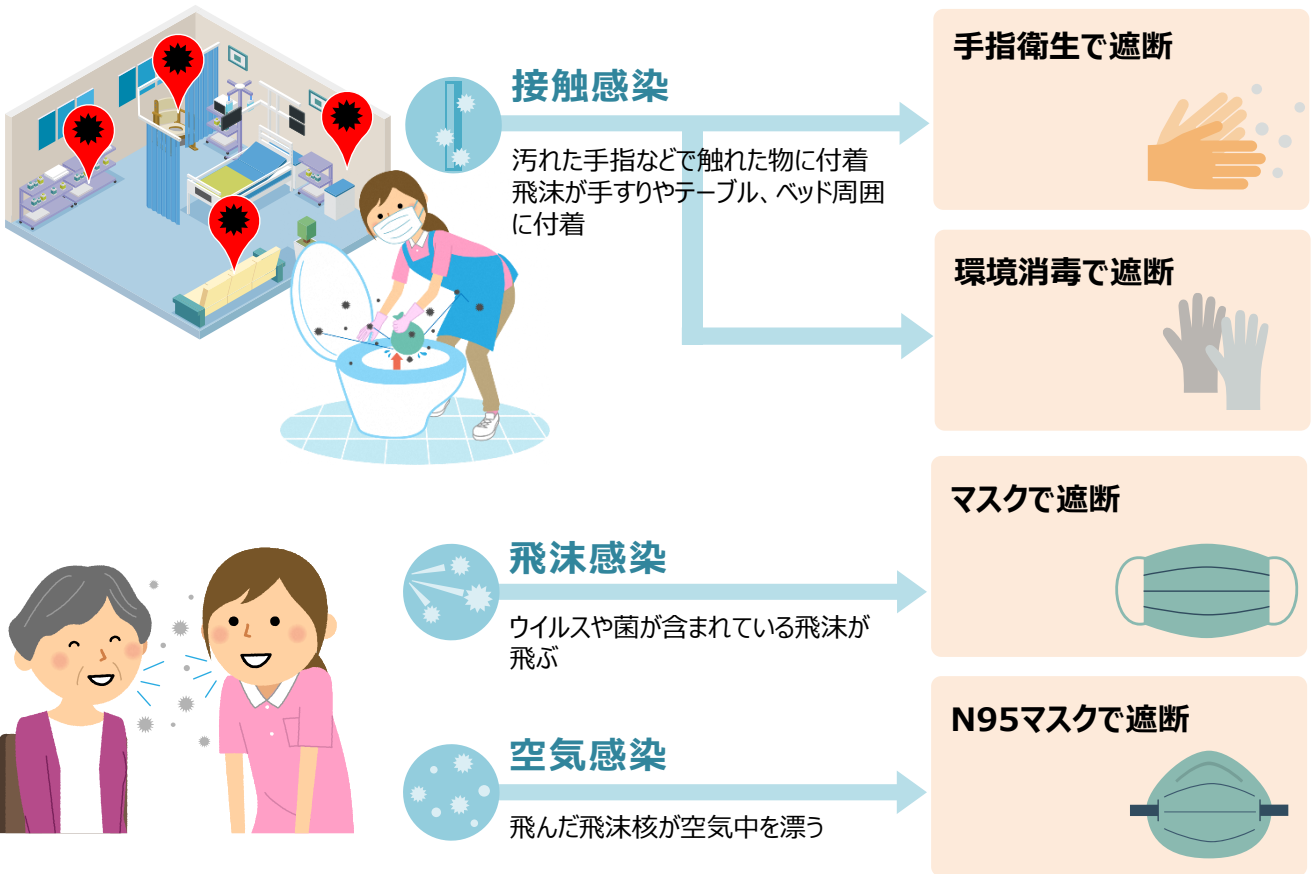 接触感染
汚れた手指などで触れた物に付着
飛沫が手すりやテーブル、ベッド周囲
に付着
手指衛生で遮断
環境消毒で遮断
飛沫感染
ウイルスや菌が含まれている飛沫が
飛ぶ
マスクで遮断
空気感染
飛んだ飛沫核が空気中を漂う
N95マスクで遮断